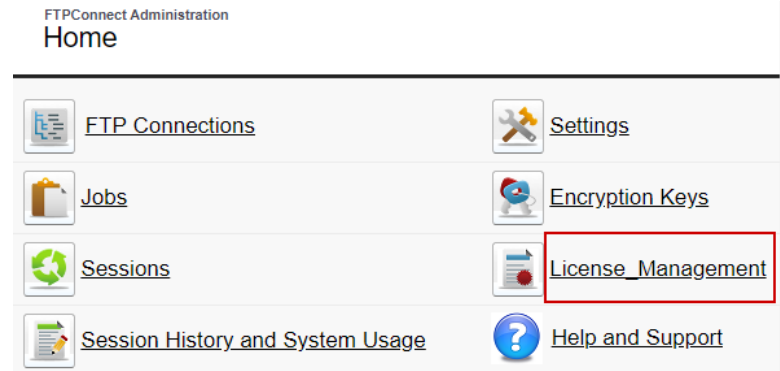 FTPConnect Administration
Home
FTP Connections
Settings
Jobs
Encryption Keys
Sessions
License_Management
Session History and System Usage
Help and Support